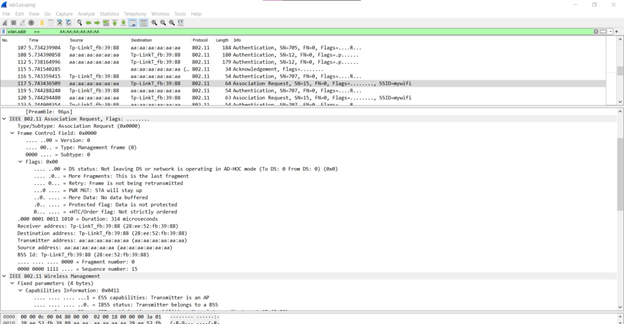 lab2.pcapng
File Edit View Go Capture Analyze Statistics Telephony Wireless Tools Help
wlan.addr == AA:AA:AA:AA:AA:AA
No. Time Source Destination Protocol Length Info
107 5.734239904 Tp-LinkT_fb:39:88 aa:aa:aa:aa:aa:aa 802.11 184 Authentication, SN=705, FN=0, Flags=....R...
108 5.734390058 aa:aa:aa:aa:aa:aa Tp-LinkT_fb:39:88 802.11 180 Authentication, SN=12, FN=0, Flags=........
112 5.738164996 aa:aa:aa:aa:aa:aa Tp-LinkT_fb:39:88 802.11 180 Authentication, SN=12, FN=0, Flags=........
115 5.741540285 aa:aa:aa:aa:aa:aa 802.11 34 Acknowledgement, Flags=........
116 5.743359415 Tp-LinkT_fb:39:88 aa:aa:aa:aa:aa:aa 802.11 54 Authentication, SN=707, FN=0, Flags=....R...
117 5.743436509 aa:aa:aa:aa:aa:aa Tp-LinkT_fb:39:88 802.11 54 Association Request, SN=15, FN=0, Flags=........, SSID=mywifi
119 5.744288240 Tp-LinkT_fb:39:88 aa:aa:aa:aa:aa:aa 802.11 54 Authentication, SN=707, FN=0, Flags=....R...
120 5.744294480 aa:aa:aa:aa:aa:aa Tp-LinkT_fb:39:88 802.11 63 Association Request, SN=15, FN=0, Flags=........, SSID=mywifi
[Preamble: 96µs]
IEEE 802.11 Association Request, Flags: ........
Type/Subtype: Association Request (0x0000)
Frame Control Field: 0x0000
.... ..00 = Version: 0
.... 00.. = Type: Management frame (0)
0000 .... = Subtype: 0
Flags: 0x00
.... ..00 = DS status: Not leaving DS or network is operating in AD-HOC mode (To DS: 0 From DS: 0) (0x0)
.... .0.. = More Fragments: This is the last fragment
.... 0... = Retry: Frame is not being retransmitted
...0 .... = PWR MGT: STA will stay up
..0. .... = More Data: No data buffered
.0.. .... = Protected flag: Data is not protected
0... .... = +HTC/Order flag: Not strictly ordered
.000 0001 0011 1010 = Duration: 314 microseconds
Receiver address: Tp-LinkT_fb:39:88 (28:ee:52:fb:39:88)
Destination address: Tp-LinkT_fb:39:88 (28:ee:52:fb:39:88)
Transmitter address: aa:aa:aa:aa:aa:aa (aa:aa:aa:aa:aa:aa)
Source address: aa:aa:aa:aa:aa:aa (aa:aa:aa:aa:aa:aa)
BSS Id: Tp-LinkT_fb:39:88 (28:ee:52:fb:39:88)
.... .... .... 0000 = Fragment number: 0
0000 0000 1111 .... = Sequence number: 15
IEEE 802.11 Wireless Management
Fixed parameters (4 bytes)
Capabilities Information: 0x0411
.... .... .... ...1 = ESS capabilities: Transmitter is an AP
.... .... .... ..0. = IBSS status: Transmitter belongs to a BSS